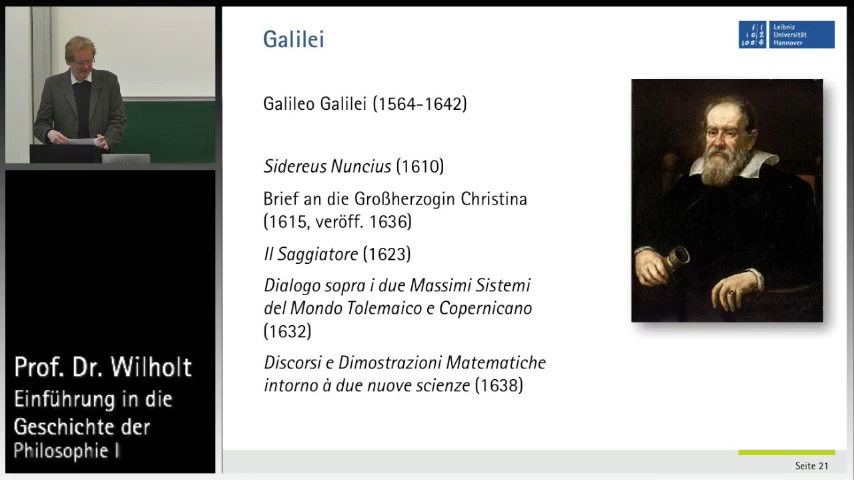 Galilei
Leibniz
Universität
Hannover
Galileo Galilei (1564-1642)
Sidereus Nuncius (1610)
Brief an die Großherzogin Christina
(1615, veröff. 1636)
Il Saggiatore (1623)
Dialogo sopra i due Massimi Sistemi
del Mondo Tolemaico e Copernicano
(1632)
Discorsi e Dimostrazioni Matematiche
intorno à due nuove scienze (1638)
Prof. Dr. Wilholt
Einführung in die
Geschichte der
Philosophie I
Seite 21